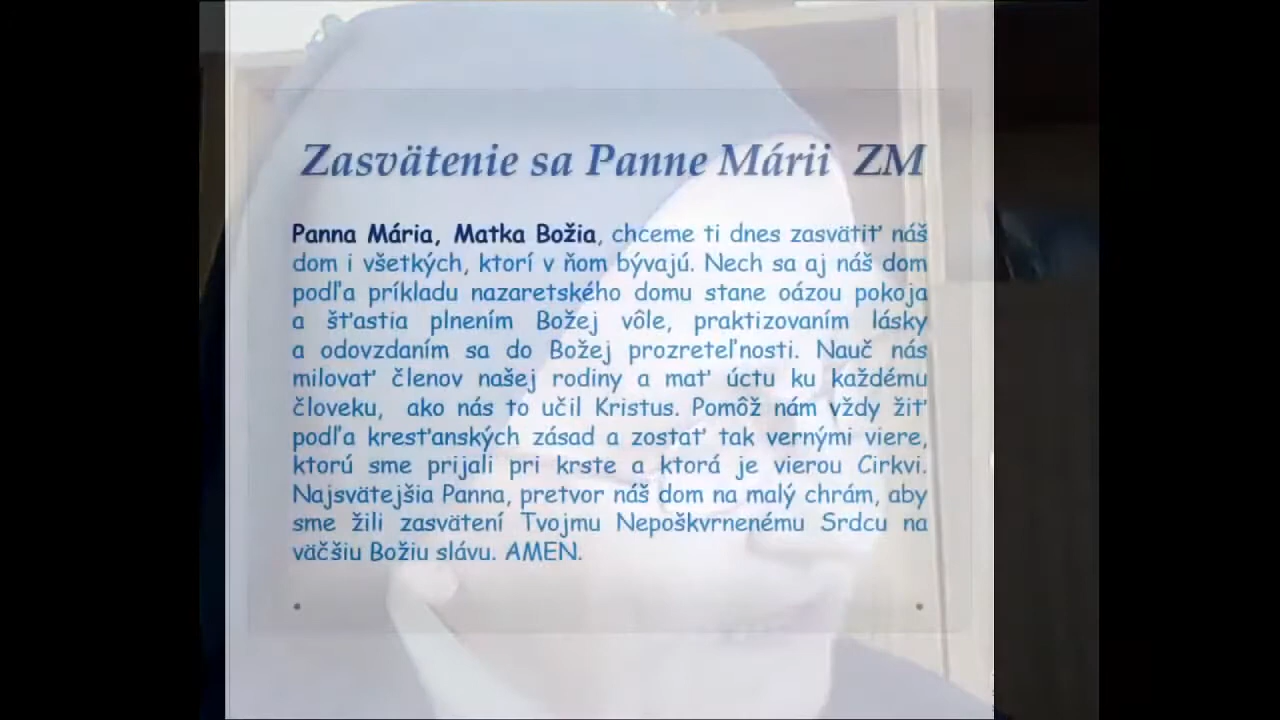 Zasvätenie sa Panne Márii ZM
Panna Mária, Matka Božia, chceme ti dnes zasvätiť náš
dom i všetkých, ktorí v ňom bývajú. Nech sa aj náš dom
podľa príkladu nazaretského domu stane oázou pokoja
a šťastia plnením Božej vôle, praktizovaním lásky
a odovzdaním sa do Božej prozreteľnosti. Nauč nás
milovať členov našej rodiny a mať úctu ku každému
človeku, ako nás to učil Kristus. Pomôž nám vždy žiť
podľa kresťanských zásad a zostať tak vernými viere,
ktorú sme prijali pri krste a ktorá je vierou Cirkvi.
Najsvätejšia Panna, pretvor náš dom na malý chrám, aby
sme žili zasvätení Tvojmu Nepoškvrnenému Srdcu na
väčšiu Božiu slávu. AMEN.